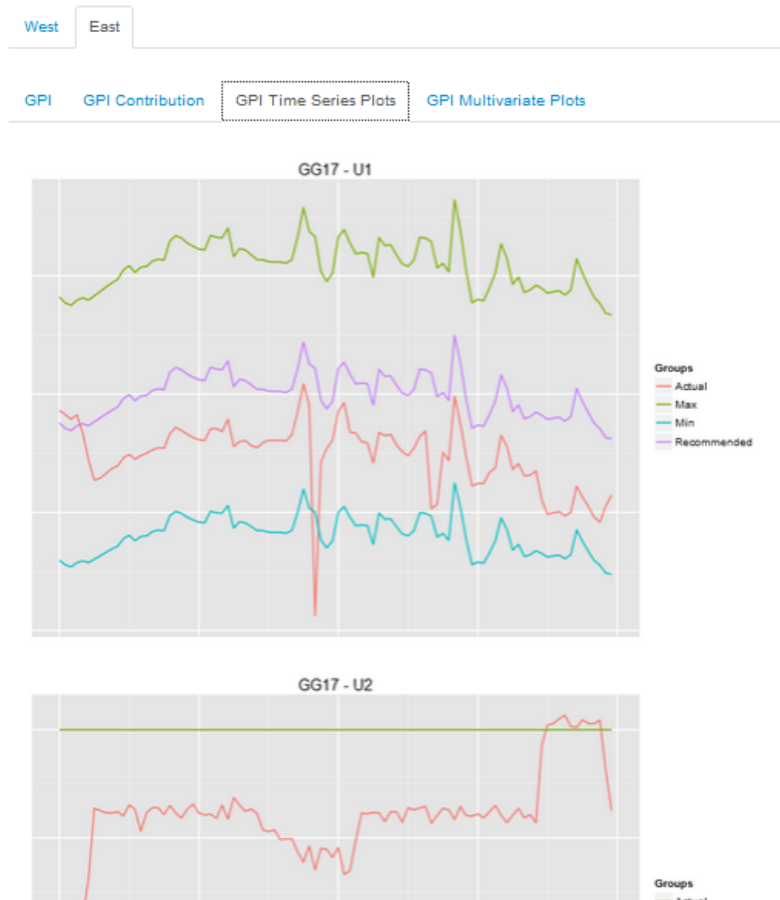 West East
GPI GPI Contribution GPI Time Series Plots GPI Multivariate Plots
GG17 - U1
Groups
Actual
Max
Min
Recommended
GG17 - U2
Groups